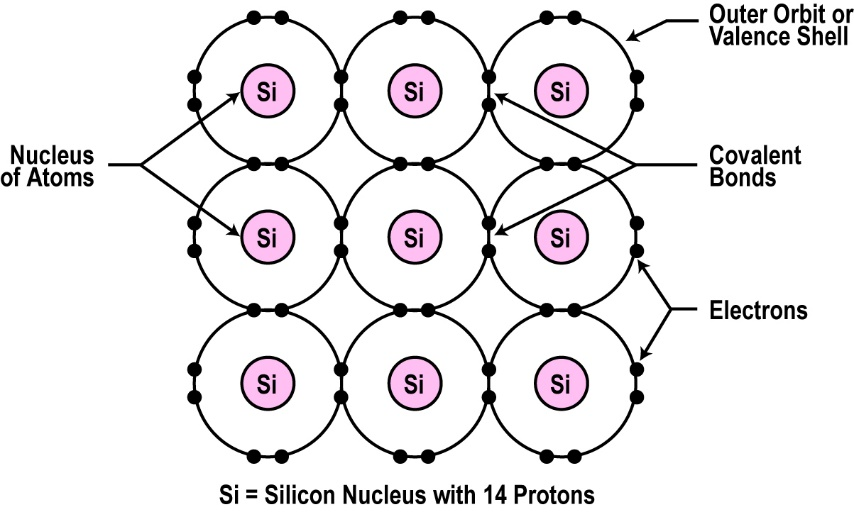 Outer Orbit or
Valence Shell
Si Si Si
Nucleus
of Atoms
Covalent
Bonds
Si Si Si
Electrons
Si Si Si
Si = Silicon Nucleus with 14 Protons